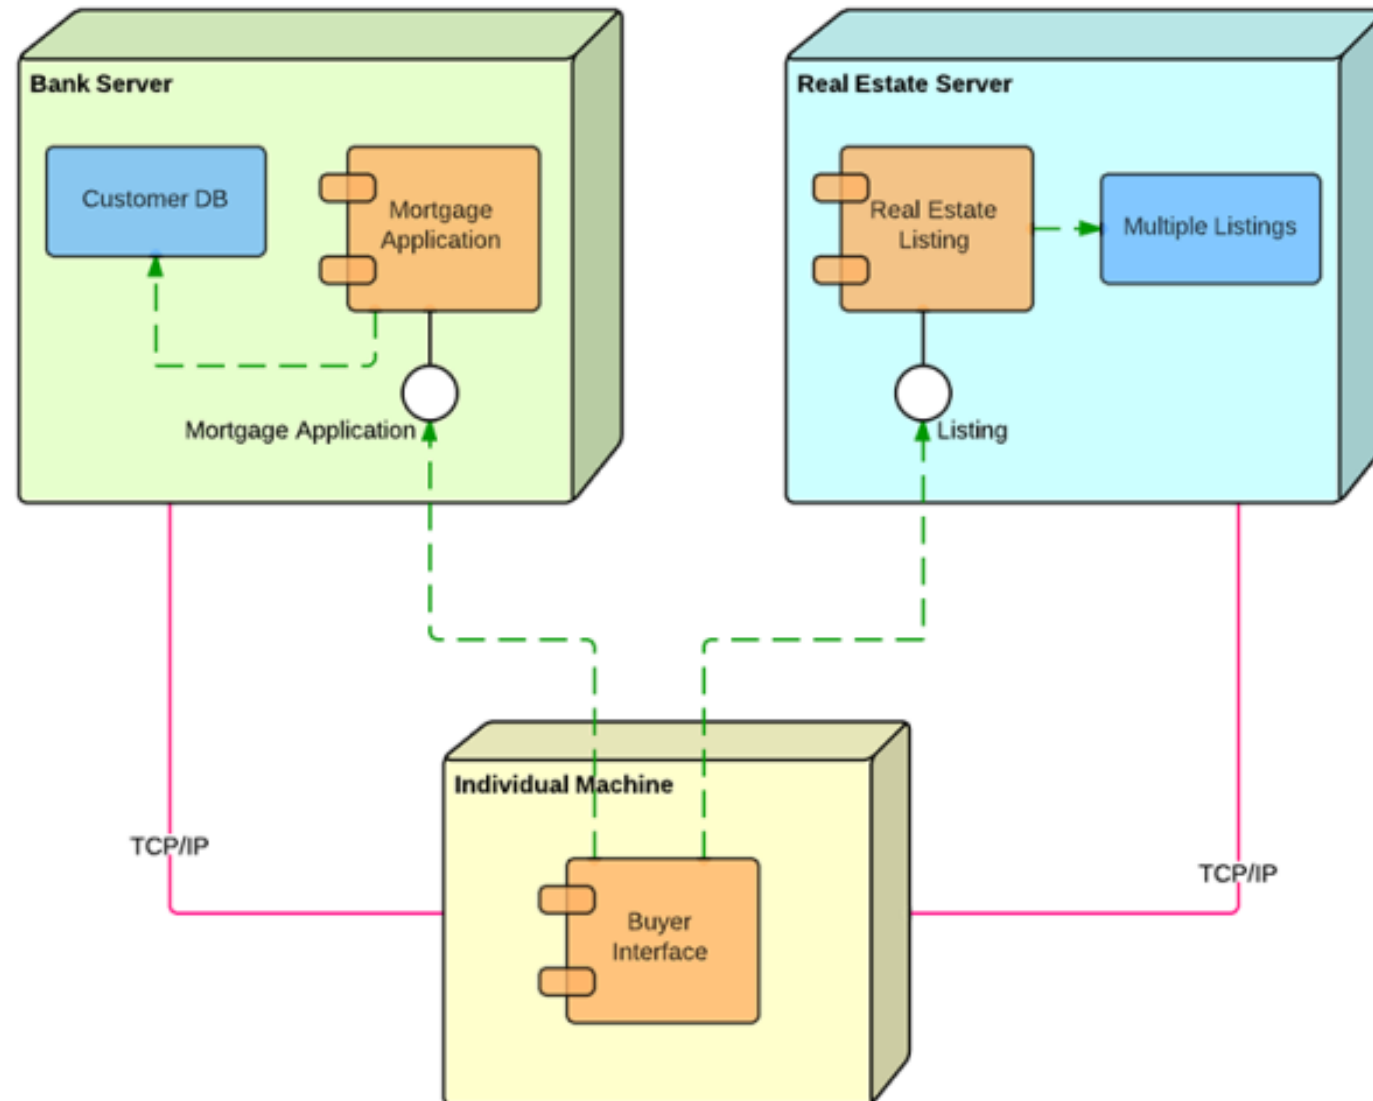 Bank Server
Customer DB
Mortgage
Application
Mortgage Application
Real Estate Server
Real Estate
Listing
Multiple Listings
Listing
Individual Machine
Buyer
Interface
TCP/IP
TCP/IP